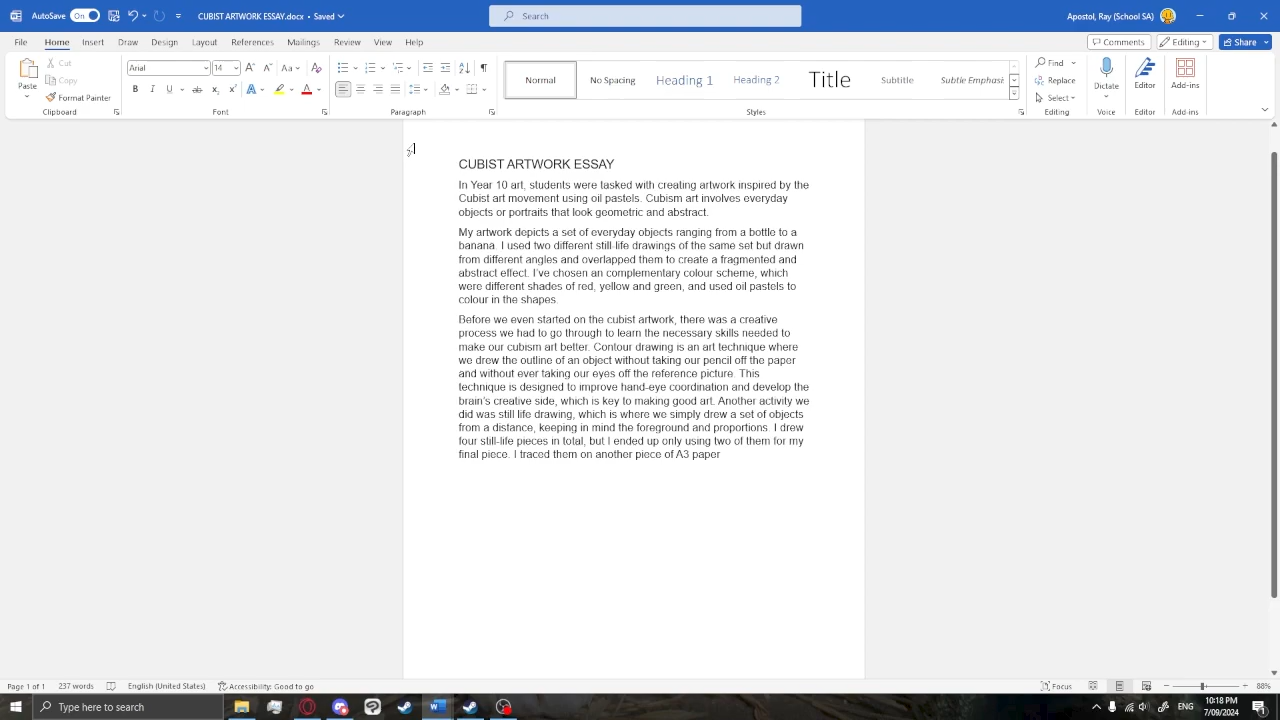 AutoSave On CUBIST ARTWORK ESSAY.docx • Saved Search Apostol, Ray (School SA)
File Home Insert Draw Design Layout References Mailings Review View Help Comments Editing Share
Paste Cut Copy Format Painter
Arial 14
Normal No Spacing Heading 1 Heading 2 Title Subtitle Subtle Emphasis
Find Replace Select
Dictate Editor Add-ins
Clipboard Font Paragraph Styles Editing Voice Editor Add-ins
CUBIST ARTWORK ESSAY
In Year 10 art, students were tasked with creating artwork inspired by the
Cubist art movement using oil pastels. Cubism art involves everyday
objects or portraits that look geometric and abstract.
My artwork depicts a set of everyday objects ranging from a bottle to a
banana. I used two different still-life drawings of the same set but drawn
from different angles and overlapped them to create a fragmented and
abstract effect. I've chosen an complementary colour scheme, which
were different shades of red, yellow and green, and used oil pastels to
colour in the shapes.
Before we even started on the cubist artwork, there was a creative
process we had to go through to learn the necessary skills needed to
make our cubism art better. Contour drawing is an art technique where
we drew the outline of an object without taking our pencil off the paper
and without ever taking our eyes off the reference picture. This
technique is designed to improve hand-eye coordination and develop the
brain's creative side, which is key to making good art. Another activity we
did was still life drawing, which is where we simply drew a set of objects
from a distance, keeping in mind the foreground and proportions. I drew
four still-life pieces in total, but I ended up only using two of them for my
final piece. I traced them on another piece of A3 paper
Page 1 of 1 237 words English (United States) Accessibility: Good to go Focus 88%
Type here to search ENG 10:18 PM
7/09/2024